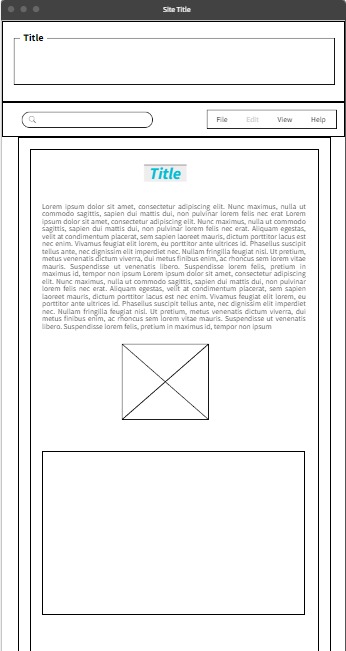 Site Title
Title
File Edit View Help
Title
Lorem ipsum dolor sit amet, consectetur adipiscing elit. Nunc maximus, nulla ut
commodo sagittis, sapien dui mattis dui, non pulvinar lorem felis nec erat Lorem
ipsum dolor sit amet, consectetur adipiscing elit. Nunc maximus, nulla ut commodo
sagittis, sapien dui mattis dui, non pulvinar lorem felis nec erat. Aliquam egestas,
velit at condimentum placerat, sem sapien laoreet mauris, dictum porttitor lacus est
nec enim. Vivamus feugiat elit lorem, eu porttitor ante ultrices id. Phasellus suscipit
tellus ante, nec dignissim elit imperdiet nec. Nullam fringilla feugiat nisl. Ut pretium,
metus venenatis dictum viverra, dui metus finibus enim, ac rhoncus sem lorem vitae
mauris. Suspendisse ut venenatis libero. Suspendisse lorem felis, pretium in
maximus id, tempor non ipsum Lorem ipsum dolor sit amet, consectetur adipiscing
elit. Nunc maximus, nulla ut commodo sagittis, sapien dui mattis dui, non pulvinar
lorem felis nec erat. Aliquam egestas, velit at condimentum placerat, sem sapien
laoreet mauris, dictum porttitor lacus est nec enim. Vivamus feugiat elit lorem, eu
porttitor ante ultrices id. Phasellus suscipit tellus ante, nec dignissim elit imperdiet
nec. Nullam fringilla feugiat nisl. Ut pretium, metus venenatis dictum viverra, dui
metus finibus enim, ac rhoncus sem lorem vitae mauris. Suspendisse ut venenatis
libero. Suspendisse lorem felis, pretium in maximus id, tempor non ipsum